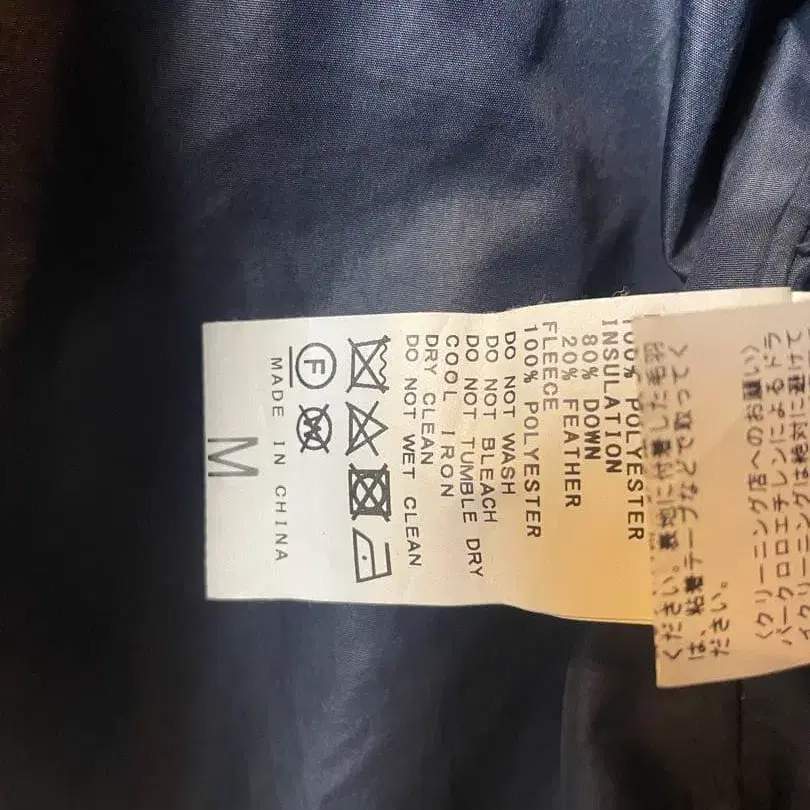 100% POLYESTER
INSULATION
80% DOWN
20% FEATHER
FLEECE
100% POLYESTER
DO NOT WASH
DO NOT BLEACH
DO NOT TUMBLE DRY
COOL IRON
DRY CLEAN
DO NOT WET CLEAN
F W
MADE IN CHINA
M
ください。表地に付着した毛羽
は、粘着テープなどで取ってく
ださい。
〈クリーニング店へのお願い〉
パークロロエチレンによるドラ
イクリーニングは絶対に避けて